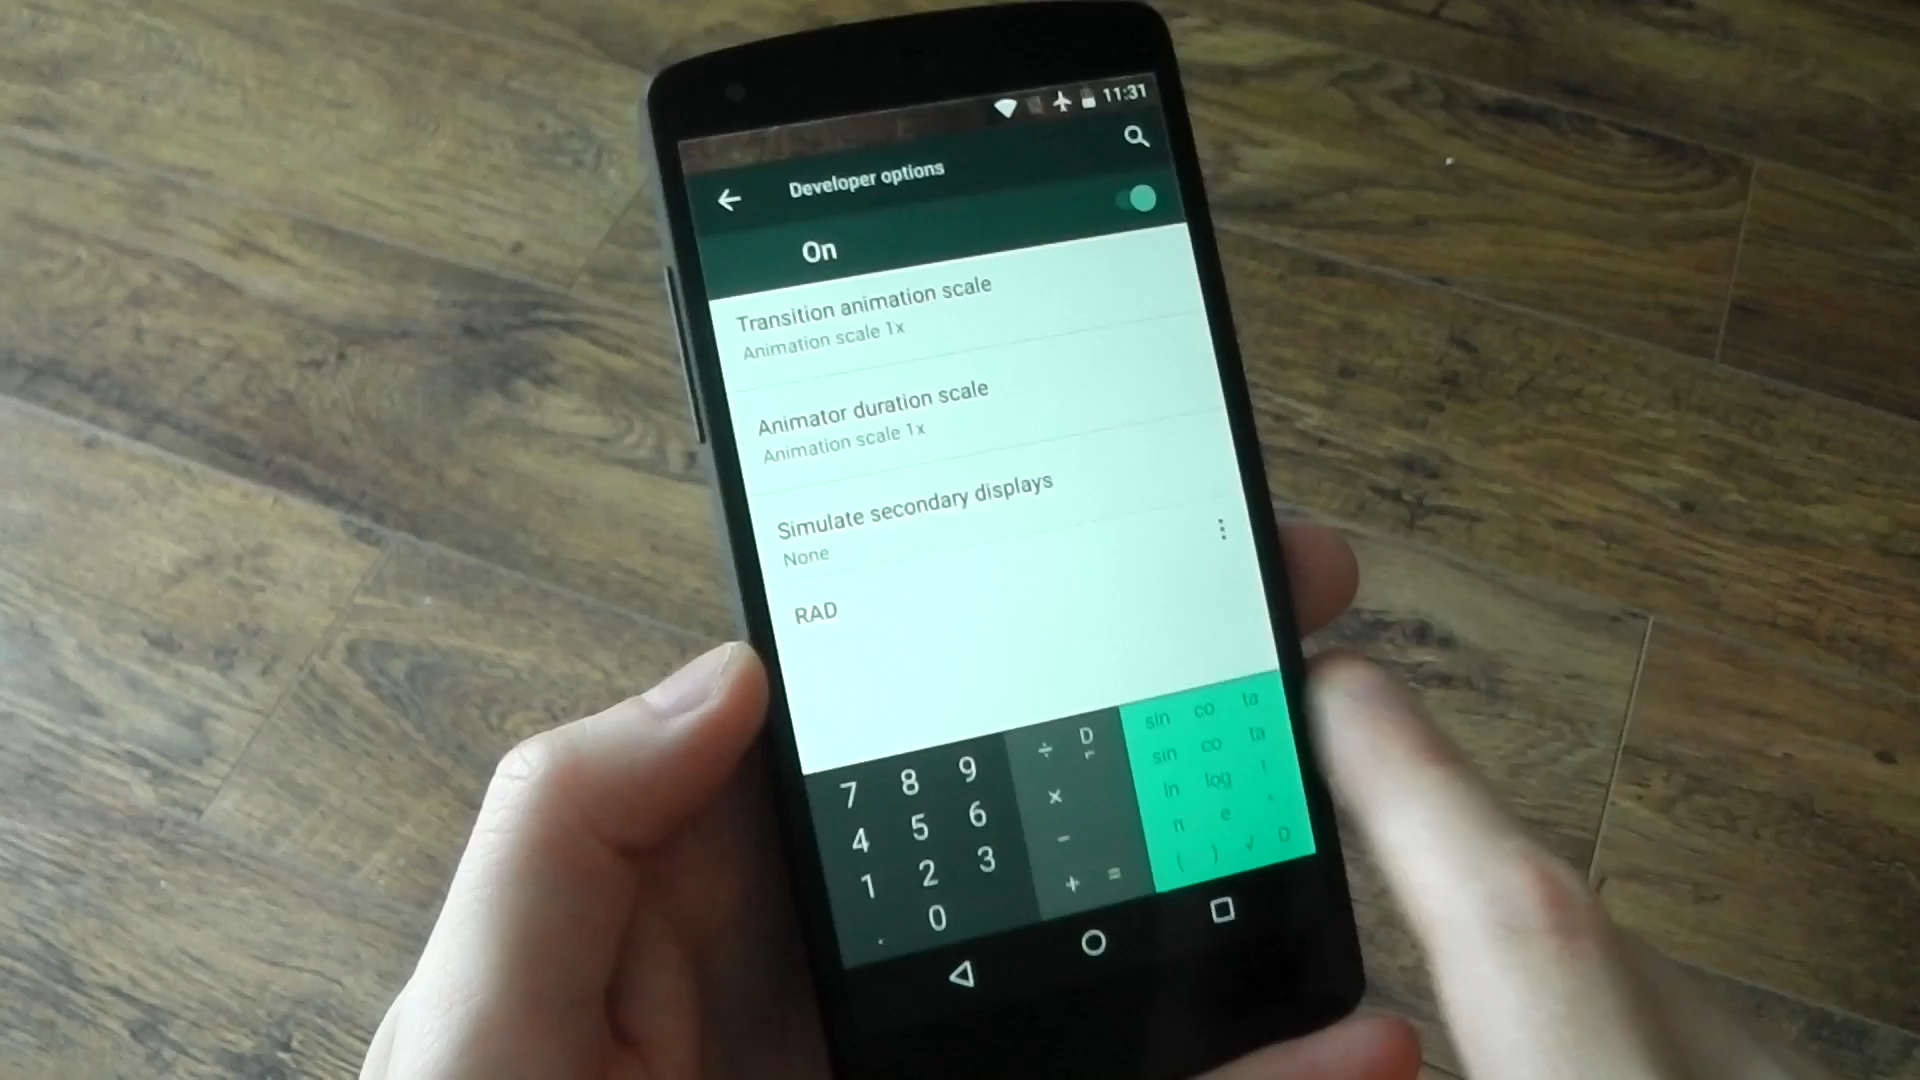 11:31
Developer options
On
Transition animation scale
Animation scale 1x
Animator duration scale
Animation scale 1x
Simulate secondary displays
None
RAD
7 8 9 ÷ D sin co ta
4 5 6 × sin co ta
1 2 3 − ln log !
. 0 + = π e ^
( ) √